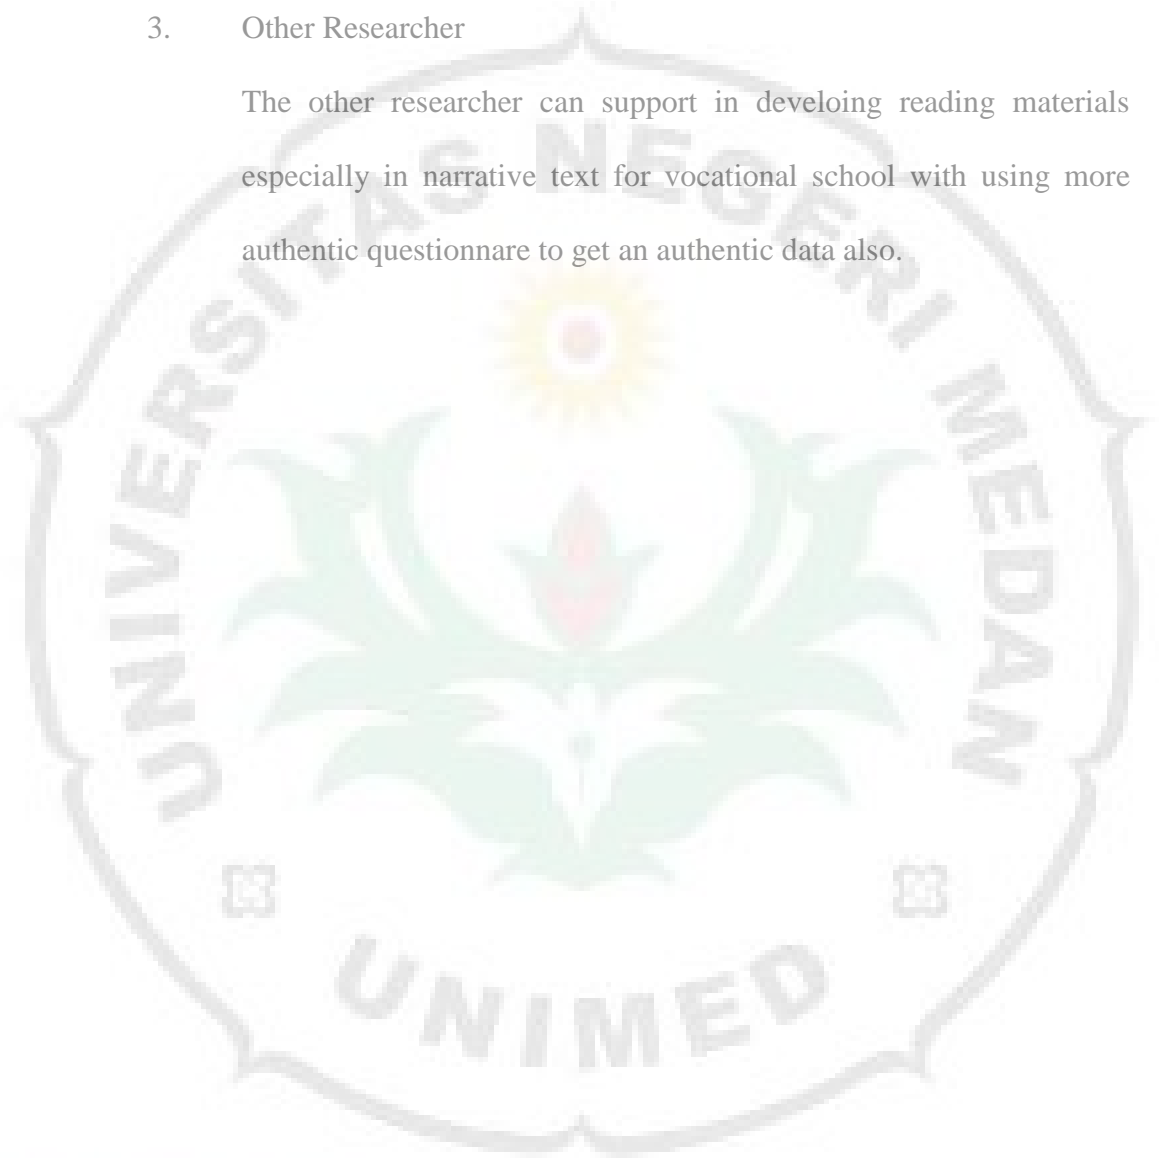 3. Other Researcher
The other researcher can support in develoing reading materials
especially in narrative text for vocational school with using more
authentic questionnare to get an authentic data also.
UNIVERSITAS NEGERI MEDAN
UNIMED